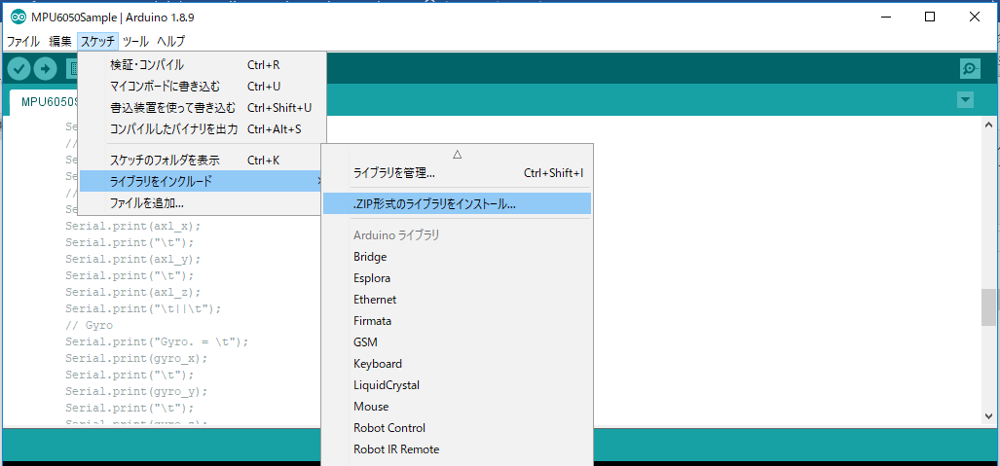 MPU6050Sample | Arduino 1.8.9
ファイル 編集 スケッチ ツール ヘルプ
検証・コンパイル Ctrl+R
マイコンボードに書き込む Ctrl+U
書込装置を使って書き込む Ctrl+Shift+U
コンパイルしたバイナリを出力 Ctrl+Alt+S
スケッチのフォルダを表示 Ctrl+K
ライブラリをインクルード
ファイルを追加...
ライブラリを管理... Ctrl+Shift+I
.ZIP形式のライブラリをインストール...
Arduino ライブラリ
Bridge
Esplora
Ethernet
Firmata
GSM
Keyboard
LiquidCrystal
Mouse
Robot Control
Robot IR Remote
MPU6050S
Se
//
Se
Se
//
Se
Serial.print(axl_x);
Serial.print("\t");
Serial.print(axl_y);
Serial.print("\t");
Serial.print(axl_z);
Serial.print("\t||\t");
// Gyro
Serial.print("Gyro. = \t");
Serial.print(gyro_x);
Serial.print("\t");
Serial.print(gyro_y);
Serial.print("\t");
Serial.print(gyro_z);